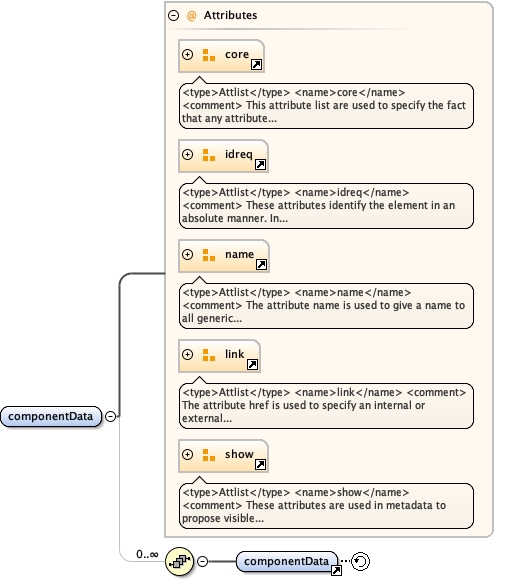 @ Attributes
core
<type>Attlist</type> <name>core</name>
<comment> This attribute list are used to specify the fact
that any attribute...
idreq
<type>Attlist</type> <name>idreq</name>
<comment> These attributes identify the element in an
absolute manner. In...
name
<type>Attlist</type> <name>name</name>
<comment> The attribute name is used to give a name to
all generic...
link
<type>Attlist</type> <name>link</name> <comment>
The attribute href is used to specify an internal or
external...
componentData
show
<type>Attlist</type> <name>show</name>
<comment> These attributes are used in metadata to
propose visible...
0..∞
componentData